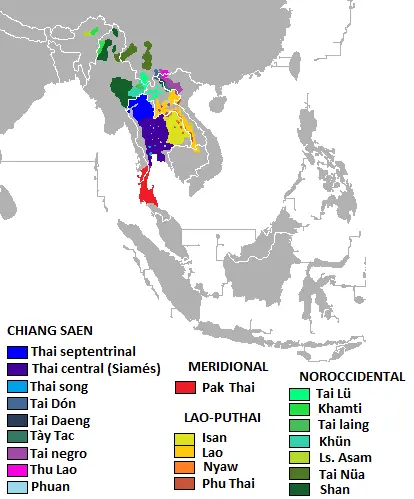 CHIANG SAEN
Thai septentrinal
Thai central (Siamés)
Thai song
Tai Dón
Tai Daeng
Tày Tac
Tai negro
Thu Lao
Phuan
MERIDIONAL
Pak Thai
LAO-PUTHAI
Isan
Lao
Nyaw
Phu Thai
NOROCCIDENTAL
Tai Lü
Khamti
Tai laing
Khün
Ls. Asam
Tai Nüa
Shan